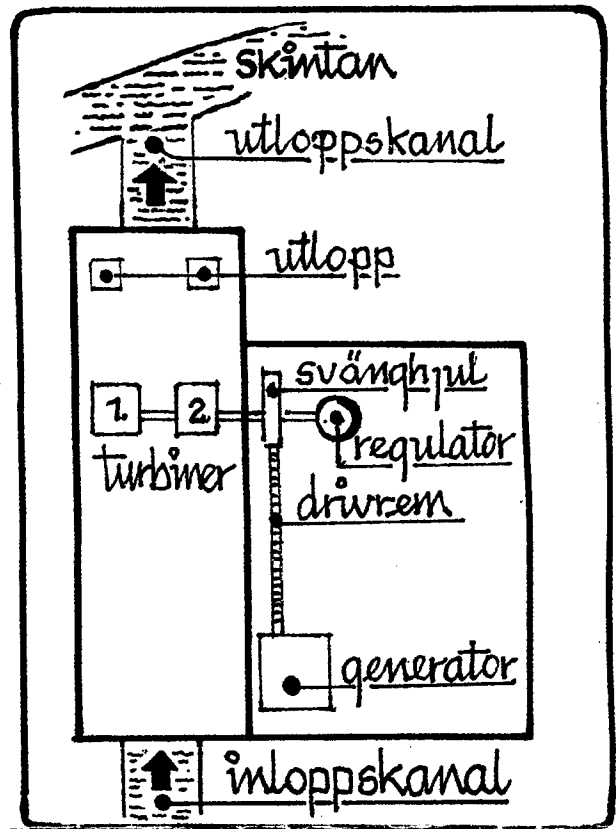 skintan
utloppskanal
utlopp
svänghjul
1 2
regulator
turbiner
drivrem
generator
inloppskanal